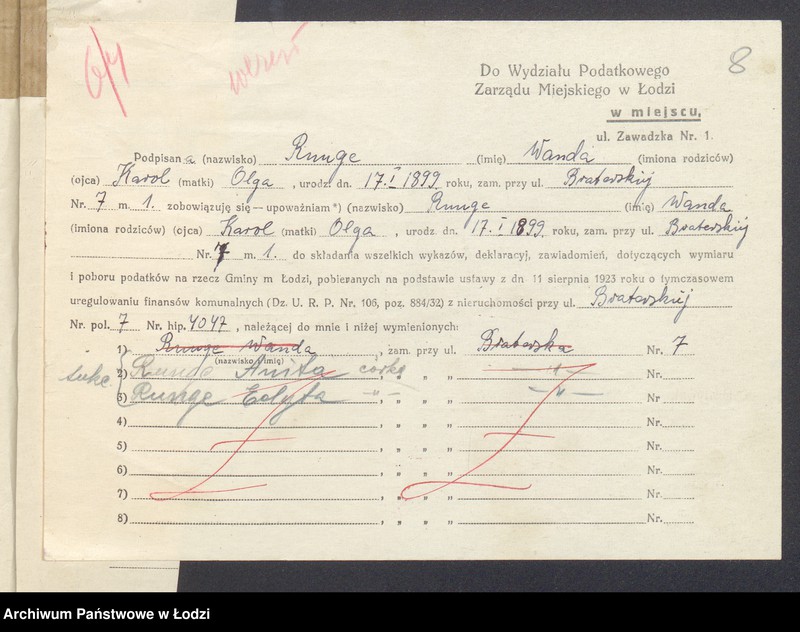 8
Do Wydziału Podatkowego
Zarządu Miejskiego w Łodzi
w miejscu,
ul. Zawadzka Nr. 1.
Podpisana (nazwisko) Runge (imię) Wanda (imiona rodziców)
(ojca) Karol (matki) Olga, urodz. dn. 17.I 1899 roku, zam. przy ul. Braterskiej
Nr. 7 m. 1. zobowiązuję się — upoważniam *) (nazwisko) Runge (imię) Wanda
(imiona rodziców) (ojca) Karol (matki) Olga, urodz. dn. 17.I 1899 roku, zam. przy ul. Braterskiej
Nr. 7 m. 1. do składania wszelkich wykazów, deklaracyj, zawiadomień, dotyczących wymiaru
i poboru podatków na rzecz Gminy m Łodzi, pobieranych na podstawie ustawy z dn 11 sierpnia 1923 roku o tymczasowem
uregulowaniu finansów komunalnych (Dz. U. R. P. Nr. 106, poz. 884/32) z nieruchomości przy ul. Braterskiej
Nr. pol. 7 Nr. hip. 4047, należącej do mnie i niżej wymienionych:
1) Runge Wanda, zam. przy ul. Braterska Nr. 7
(nazwisko i imię)
sukc. 2) Runda Anita córka " " " —"— Nr.
3) Runge Edyta —"— " " " —"— Nr.
4) , " " " Nr.
5) , " " " Nr.
6) , " " " Nr.
7) , " " " Nr.
8) , " " " Nr.
Archiwum Państwowe w Łodzi